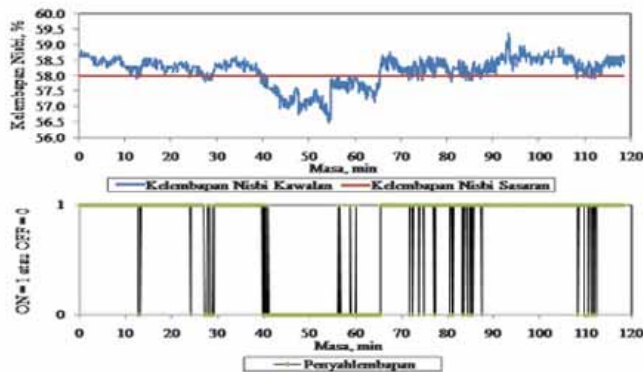 Kelembapan Nisbi, %
60.0
59.5
59.0
58.5
58.0
57.5
57.0
56.5
56.0
0 10 20 30 40 50 60 70 80 90 100 110 120
Masa, min
Kelembapan Nisbi Kawalan Kelembapan Nisbi Sasaran
ON = 1 atau OFF = 0
1
0
0 10 20 30 40 50 60 70 80 90 100 110 120
Masa, min
Penyahlembapan